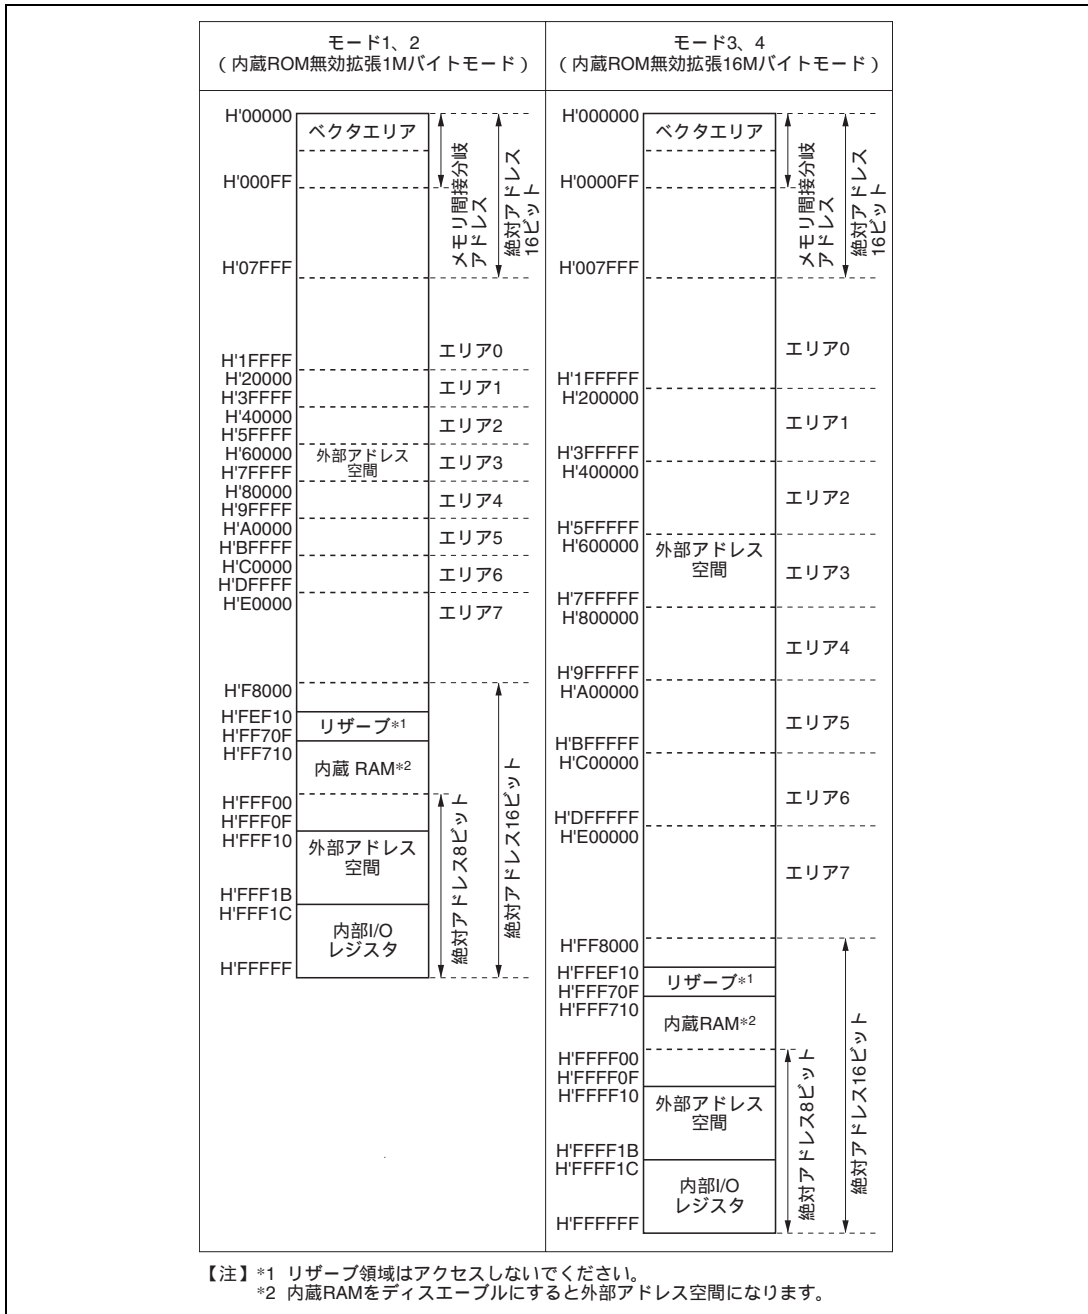 モード1、2
（内蔵ROM無効拡張1Mバイトモード）
H'00000
ベクタエリア
H'000FF
H'07FFF
メモリ間接分岐
アドレス
絶対アドレス
16ビット
H'1FFFF
H'20000
H'3FFFF
H'40000
H'5FFFF
H'60000
H'7FFFF
H'80000
H'9FFFF
H'A0000
H'BFFFF
H'C0000
H'DFFFF
H'E0000
外部アドレス
空間
エリア0
エリア1
エリア2
エリア3
エリア4
エリア5
エリア6
エリア7
H'F8000
H'FEF10
H'FF70F
H'FF710
H'FFF00
H'FFF0F
H'FFF10
H'FFF1B
H'FFF1C
H'FFFFF
リザーブ*1
内蔵 RAM*2
外部アドレス
空間
内部I/O
レジスタ
絶対アドレス8ビット
絶対アドレス16ビット
モード3、4
（内蔵ROM無効拡張16Mバイトモード）
H'000000
ベクタエリア
H'0000FF
H'007FFF
メモリ間接分岐
アドレス
絶対アドレス
16ビット
H'1FFFFF
H'200000
H'3FFFFF
H'400000
H'5FFFFF
H'600000
H'7FFFFF
H'800000
H'9FFFFF
H'A00000
H'BFFFFF
H'C00000
H'DFFFFF
H'E00000
外部アドレス
空間
エリア0
エリア1
エリア2
エリア3
エリア4
エリア5
エリア6
エリア7
H'FF8000
H'FFEF10
H'FFF70F
H'FFF710
H'FFFF00
H'FFFF0F
H'FFFF10
H'FFFF1B
H'FFFF1C
H'FFFFFF
リザーブ*1
内蔵RAM*2
外部アドレス
空間
内部I/O
レジスタ
絶対アドレス8ビット
絶対アドレス16ビット
【注】*1 リザーブ領域はアクセスしないでください。
*2 内蔵RAMをディスエーブルにすると外部アドレス空間になります。